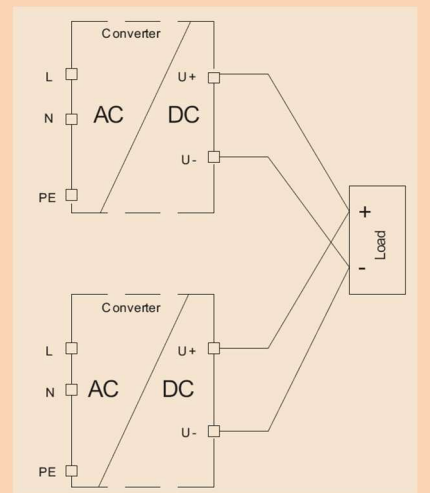 Converter
L
U+
N
AC
DC
U-
PE
+
Load
-
Converter
L
U+
N
AC
DC
U-
PE